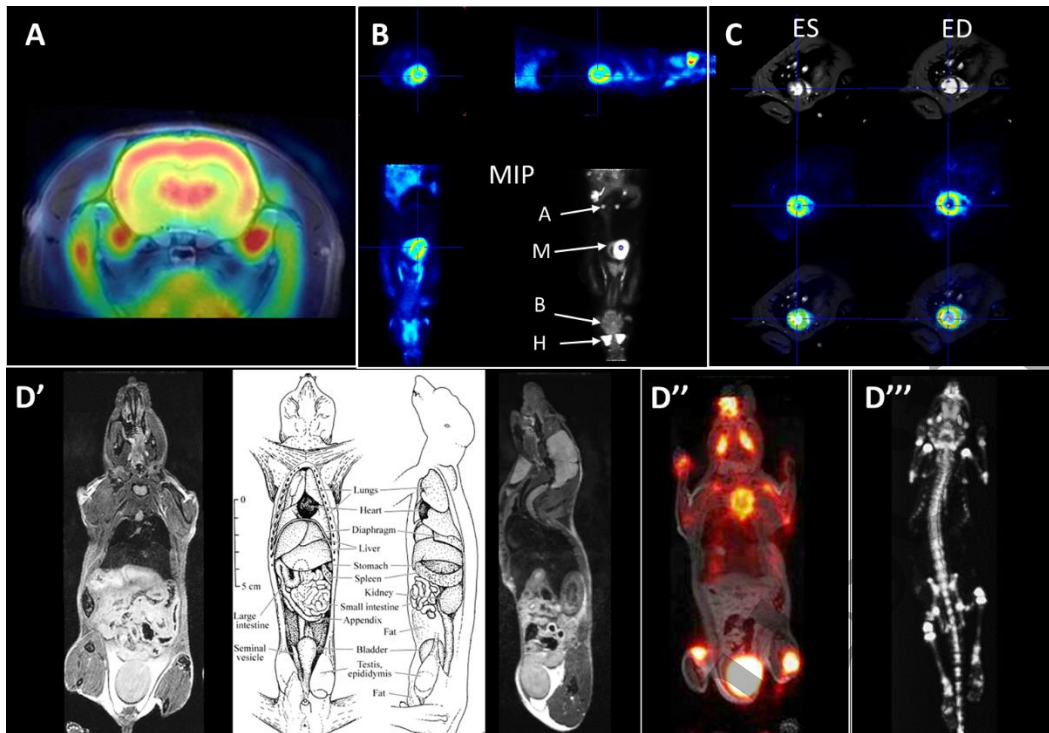 A
B
MIP
A
M
B
H
C
ES
ED
D'
0
5 cm
Lungs
Heart
Diaphragm
Liver
Stomach
Spleen
Kidney
Small intestine
Large
intestine
Appendix
Fat
Seminal
vesicle
Bladder
Testis,
epididymis
Fat
D''
D'''